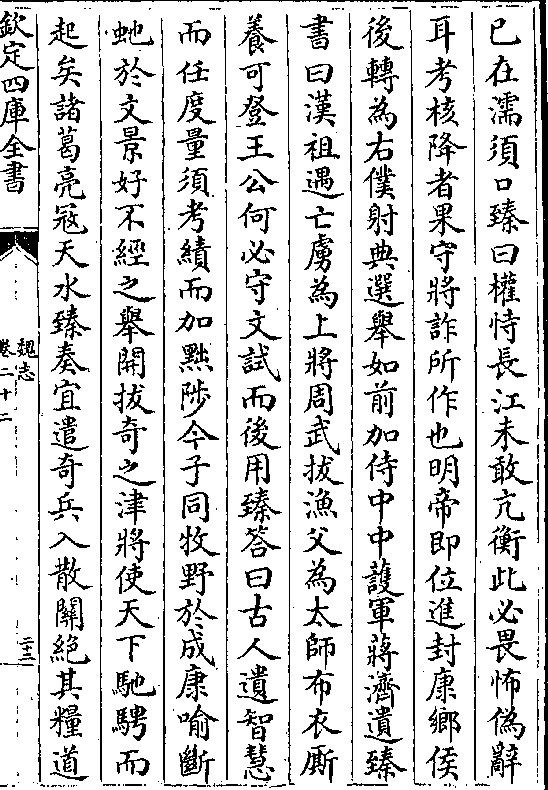 已在濡須口臻曰權恃長江未敢亢衡此必畏怖偽辭
耳考核降者果守將詐所作也明帝即位進封康鄉侯
後轉為右僕射典選舉如前加侍中中䕶軍蔣濟遺臻
書曰漢祖遇亡虜為上將周武拔漁父為太師布衣厮
養可登王公何必守文試而後用臻答曰古人遺智慧
而任度量須考績而加黜陟今子同牧野於成康喻斷
虵於文景好不經之舉開拔奇之津將使天下馳騁而
起矣諸葛亮冦天水臻奏宜遣奇兵入散關絶其糧道
欽定四庫全書
魏志
卷二十二
二十二